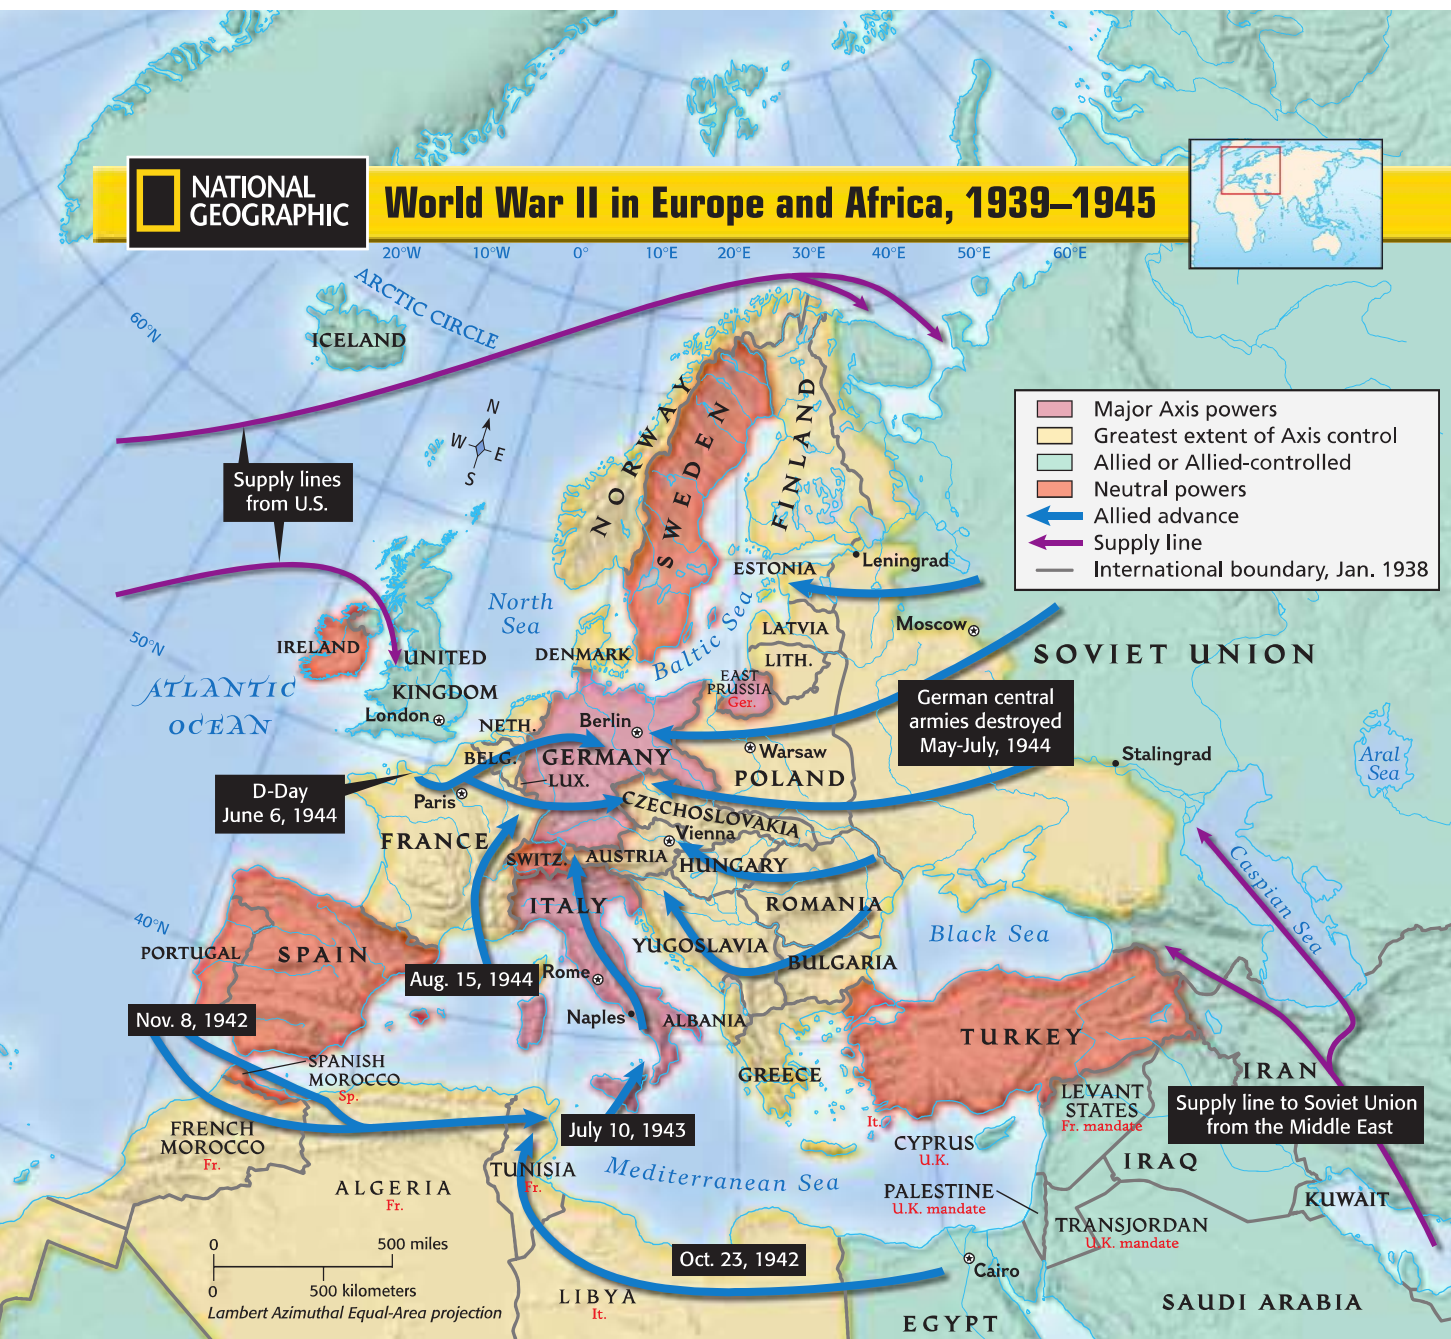 NATIONAL
GEOGRAPHIC
World War II in Europe and Africa, 1939–1945
20°W
10°W
0°
10°E
20°E
30°E
40°E
50°E
60°E
60°N
ARCTIC CIRCLE
ICELAND
N
W
E
S
Major Axis powers
Greatest extent of Axis control
Allied or Allied-controlled
Neutral powers
Allied advance
Supply line
International boundary, Jan. 1938
Supply lines
from U.S.
NORWAY
SWEDEN
FINLAND
Leningrad
ESTONIA
North
Sea
Baltic Sea
LATVIA
Moscow
50°N
IRELAND
UNITED
KINGDOM
London
DENMARK
LITH.
SOVIET UNION
EAST
PRUSSIA
Ger.
ATLANTIC
OCEAN
German central
armies destroyed
May-July, 1944
NETH.
Berlin
BELG.
GERMANY
Warsaw
POLAND
Stalingrad
Aral
Sea
LUX.
D-Day
June 6, 1944
Paris
CZECHOSLOVAKIA
FRANCE
Vienna
SWITZ.
AUSTRIA
HUNGARY
Caspian Sea
ITALY
ROMANIA
40°N
PORTUGAL
SPAIN
YUGOSLAVIA
BULGARIA
Black Sea
Aug. 15, 1944
Rome
Nov. 8, 1942
Naples
ALBANIA
TURKEY
SPANISH
MOROCCO
Sp.
GREECE
IRAN
LEVANT
STATES
Fr. mandate
Supply line to Soviet Union
from the Middle East
FRENCH
MOROCCO
Fr.
July 10, 1943
It.
CYPRUS
U.K.
TUNISIA
Fr.
Mediterranean Sea
IRAQ
ALGERIA
Fr.
PALESTINE
U.K. mandate
KUWAIT
TRANSJORDAN
U.K. mandate
0
500 miles
0
500 kilometers
Lambert Azimuthal Equal-Area projection
Oct. 23, 1942
Cairo
LIBYA
It.
EGYPT
SAUDI ARABIA